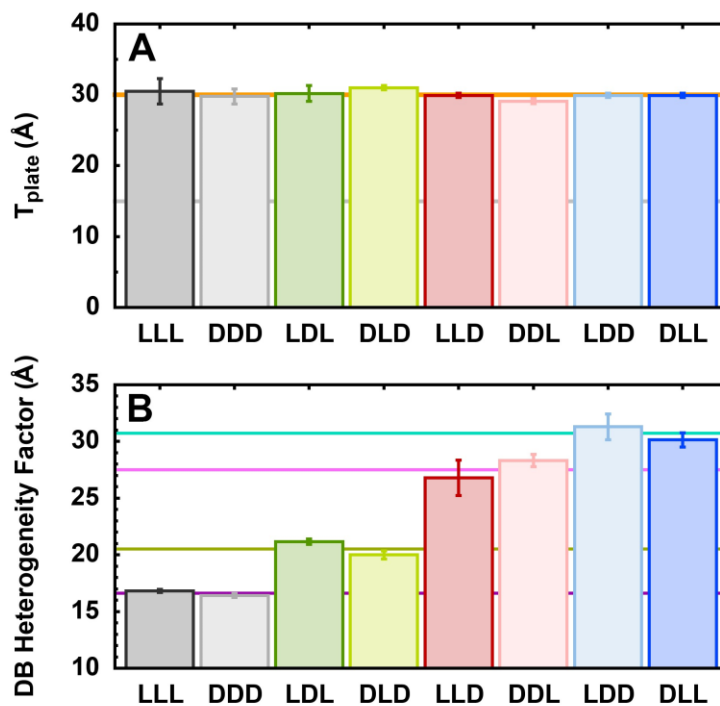 A
T_plate (Å)
40
30
20
10
0
LLL DDD LDL DLD LLD DDL LDD DLL
B
DB Heterogeneity Factor (Å)
35
30
25
20
15
10
LLL DDD LDL DLD LLD DDL LDD DLL